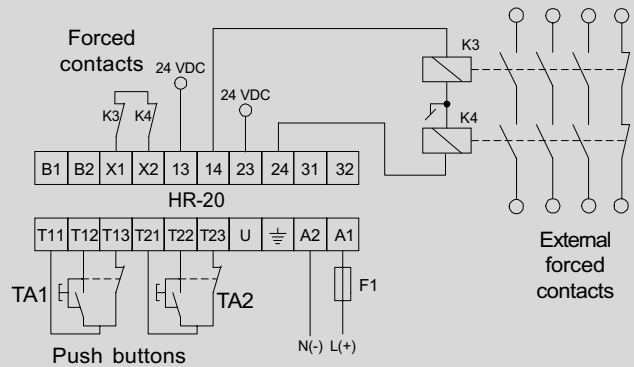 Forced
contacts
24 VDC
24 VDC
K3
K3 K4
K4
B1 B2 X1 X2 13 14 23 24 31 32
HR-20
T11 T12 T13 T21 T22 T23 U A2 A1
TA1
TA2
F1
N(-) L(+)
Push buttons
External
forced
contacts